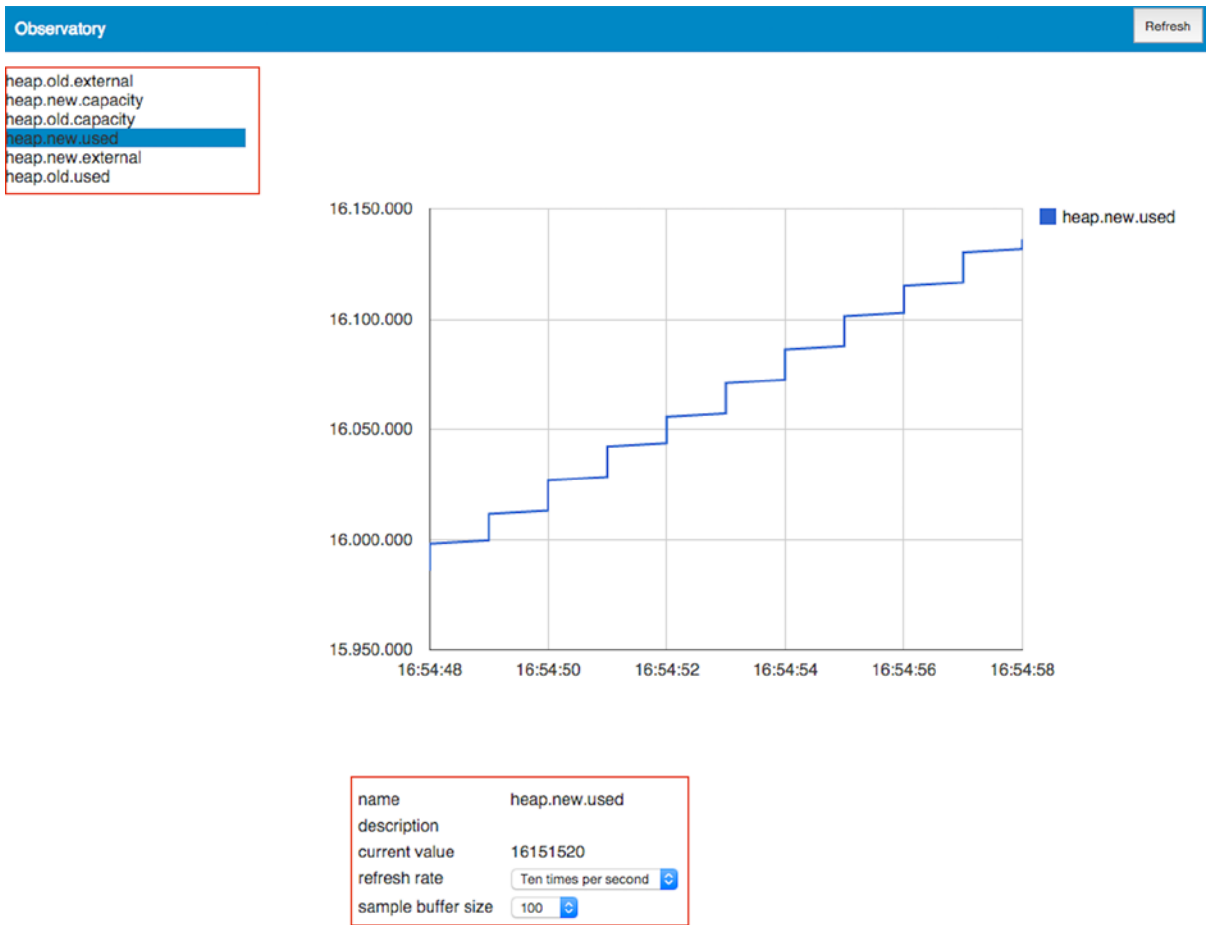 Observatory
Refresh
heap.old.external
heap.new.capacity
heap.old.capacity
heap.new.used
heap.new.external
heap.old.used
16.150.000
heap.new.used
16.100.000
16.050.000
16.000.000
15.950.000
16:54:48 16:54:50 16:54:52 16:54:54 16:54:56 16:54:58
name heap.new.used
description
current value 16151520
refresh rate Ten times per second
sample buffer size 100